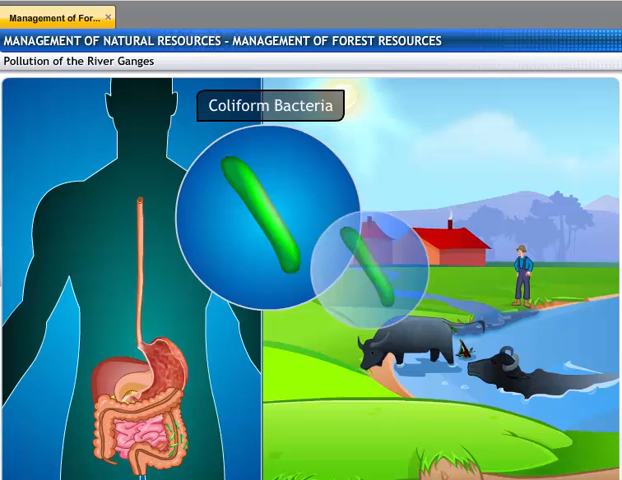 Management of For...
MANAGEMENT OF NATURAL RESOURCES - MANAGEMENT OF FOREST RESOURCES
Pollution of the River Ganges
Coliform Bacteria